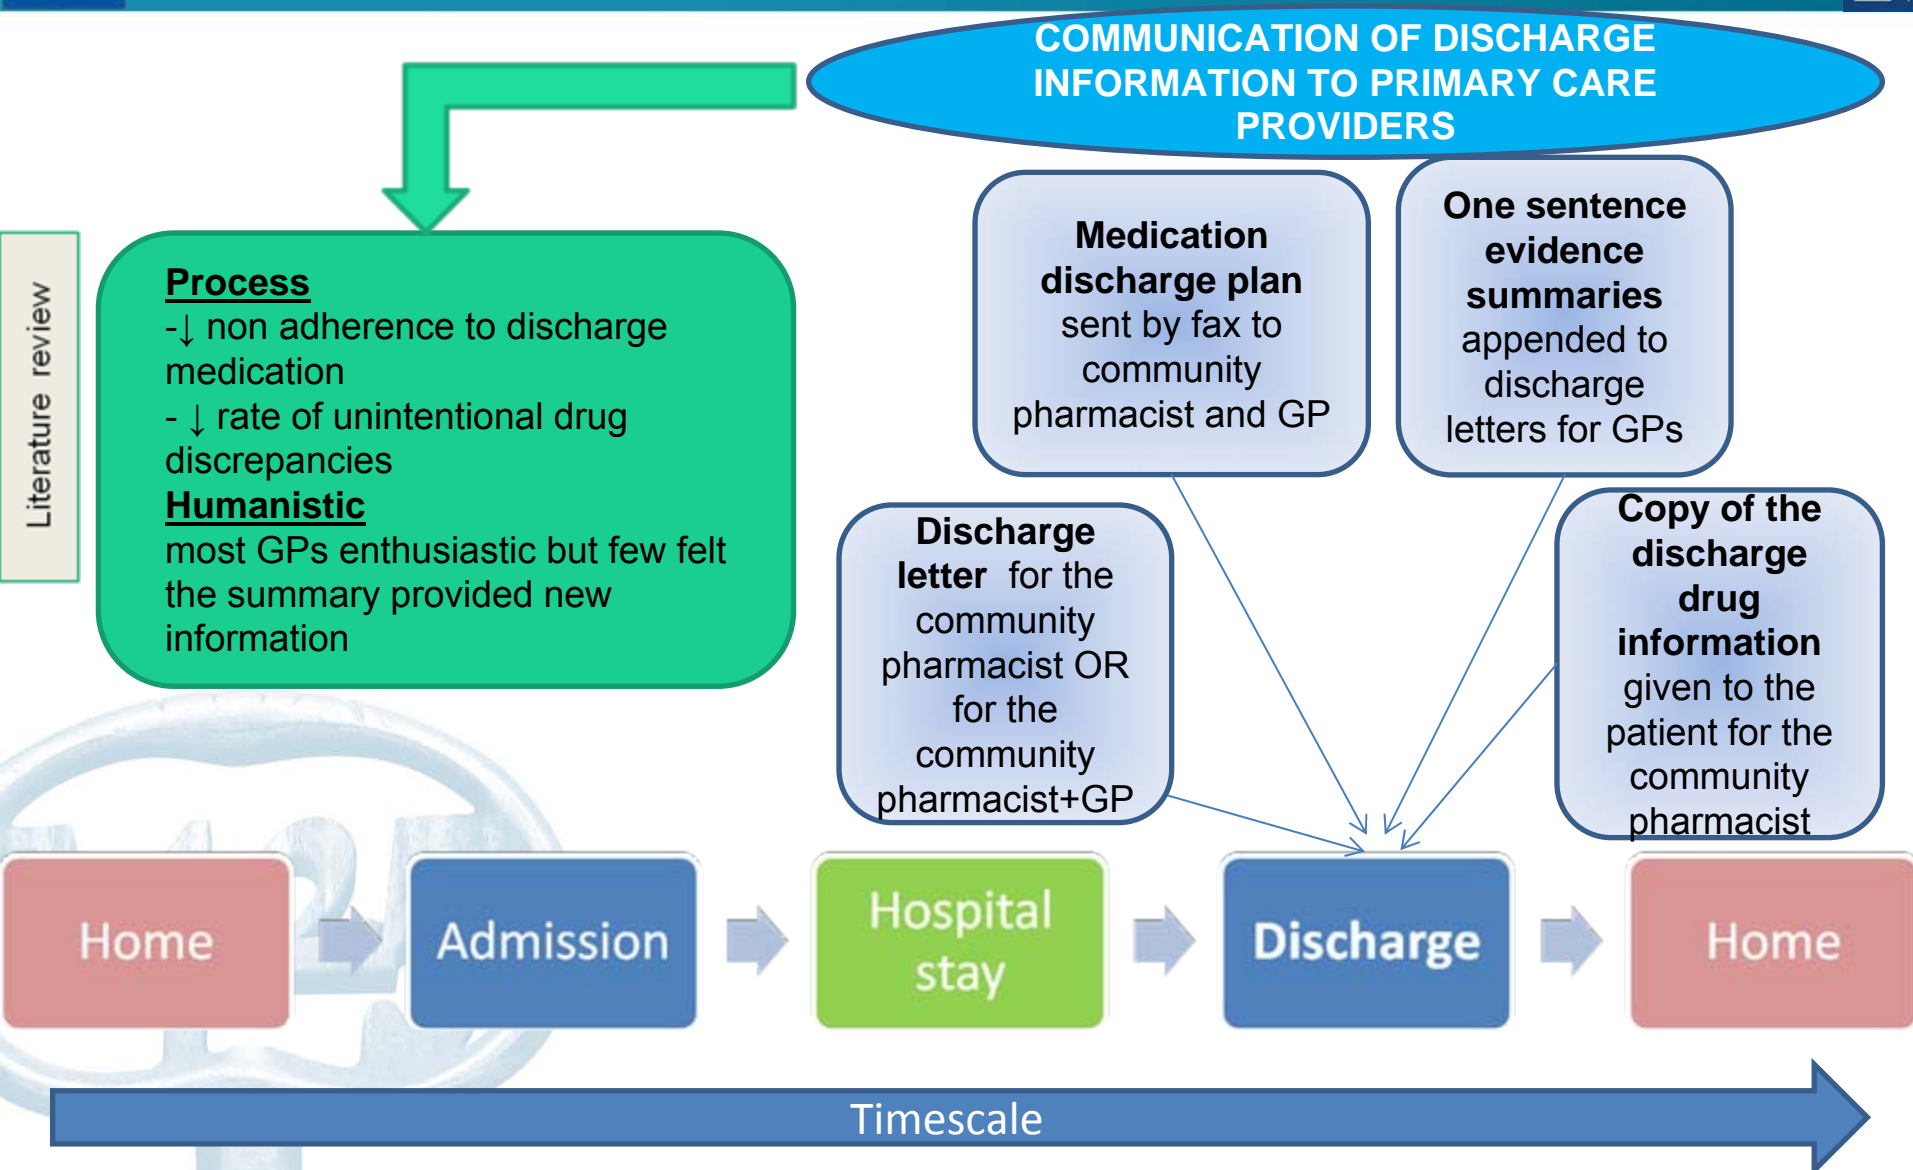 COMMUNICATION OF DISCHARGE
INFORMATION TO PRIMARY CARE
PROVIDERS
Literature review
Process
-↓ non adherence to discharge
medication
- ↓ rate of unintentional drug
discrepancies
Humanistic
most GPs enthusiastic but few felt
the summary provided new
information
Medication
discharge plan
sent by fax to
community
pharmacist and GP
One sentence
evidence
summaries
appended to
discharge
letters for GPs
Discharge
letter for the
community
pharmacist OR
for the
community
pharmacist+GP
Copy of the
discharge
drug
information
given to the
patient for the
community
pharmacist
Home
Admission
Hospital
stay
Discharge
Home
Timescale